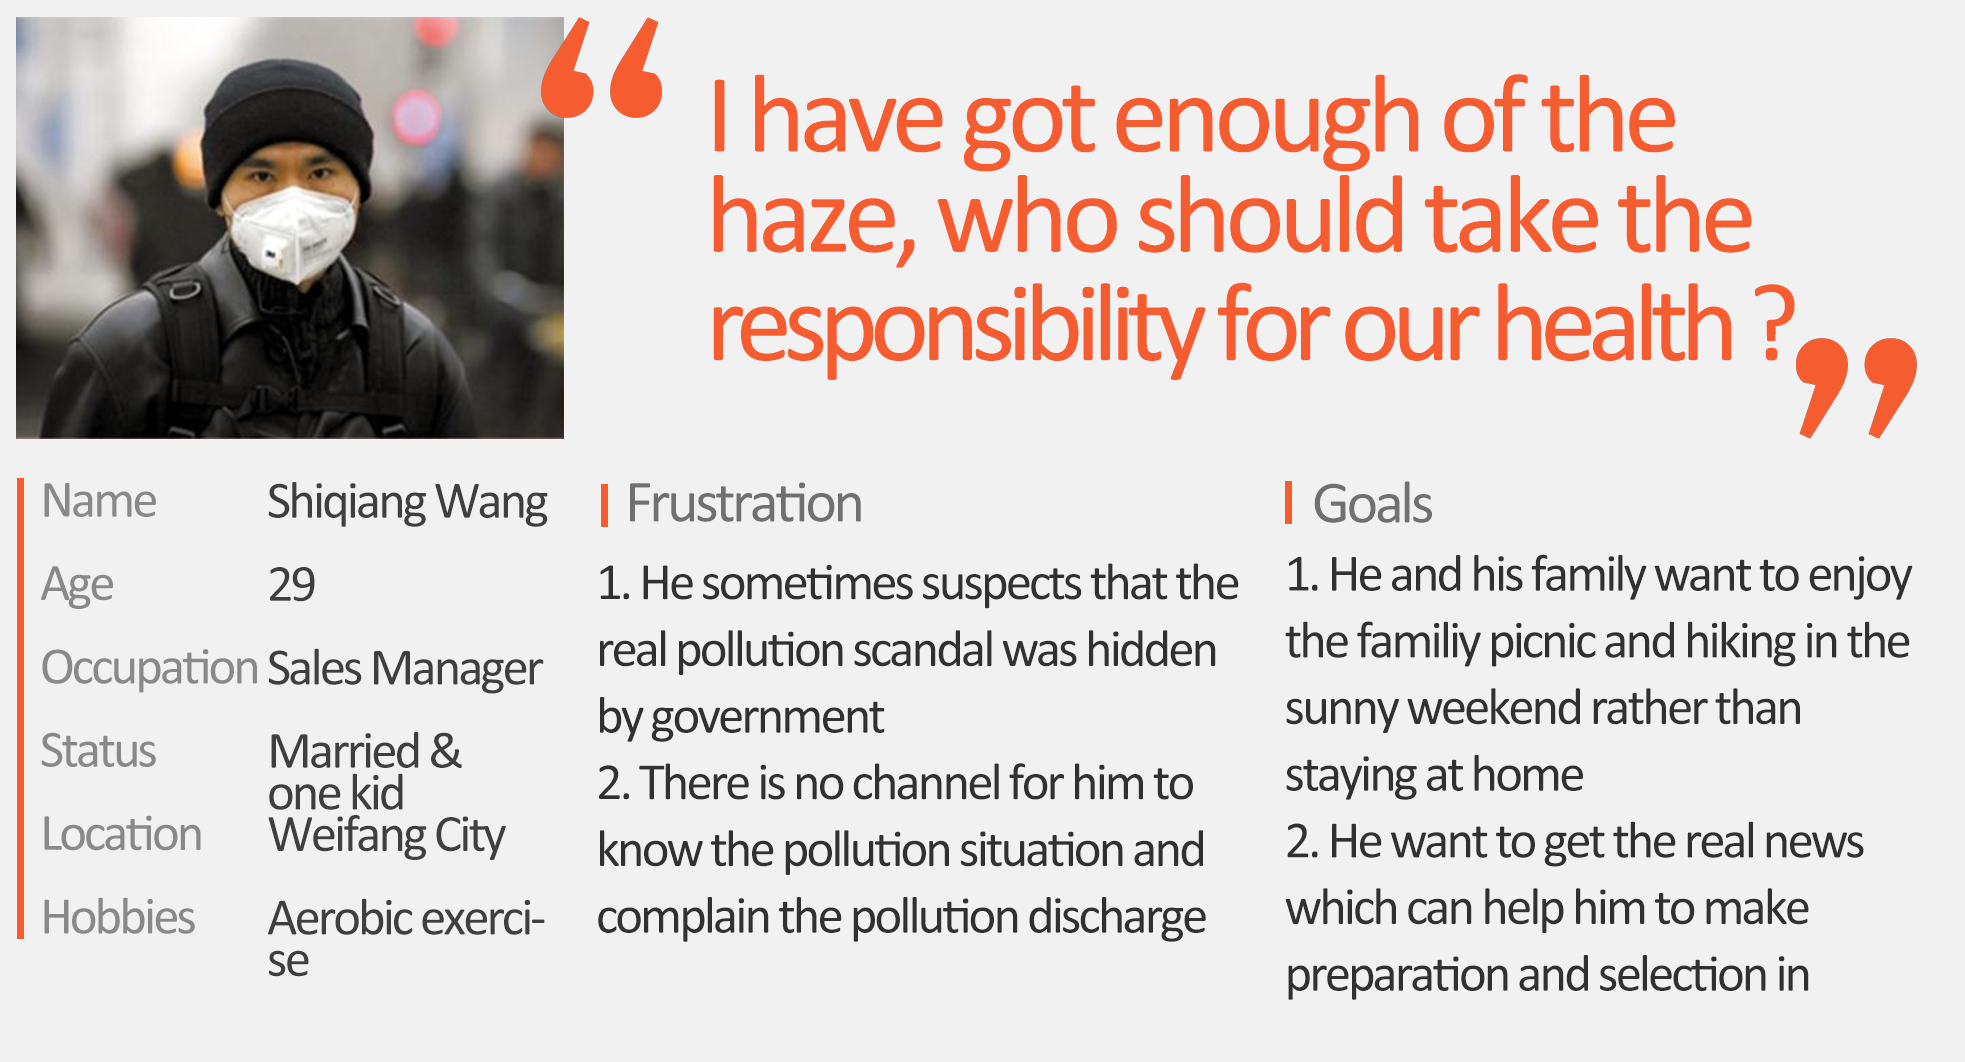 “
I have got enough of the
haze, who should take the
responsibility for our health ?
”
Name Shiqiang Wang
Age 29
Occupation Sales Manager
Status Married &
one kid
Location Weifang City
Hobbies Aerobic exerci-
se
Frustration
1. He sometimes suspects that the
real pollution scandal was hidden
by government
2. There is no channel for him to
know the pollution situation and
complain the pollution discharge
Goals
1. He and his family want to enjoy
the familiy picnic and hiking in the
sunny weekend rather than
staying at home
2. He want to get the real news
which can help him to make
preparation and selection in